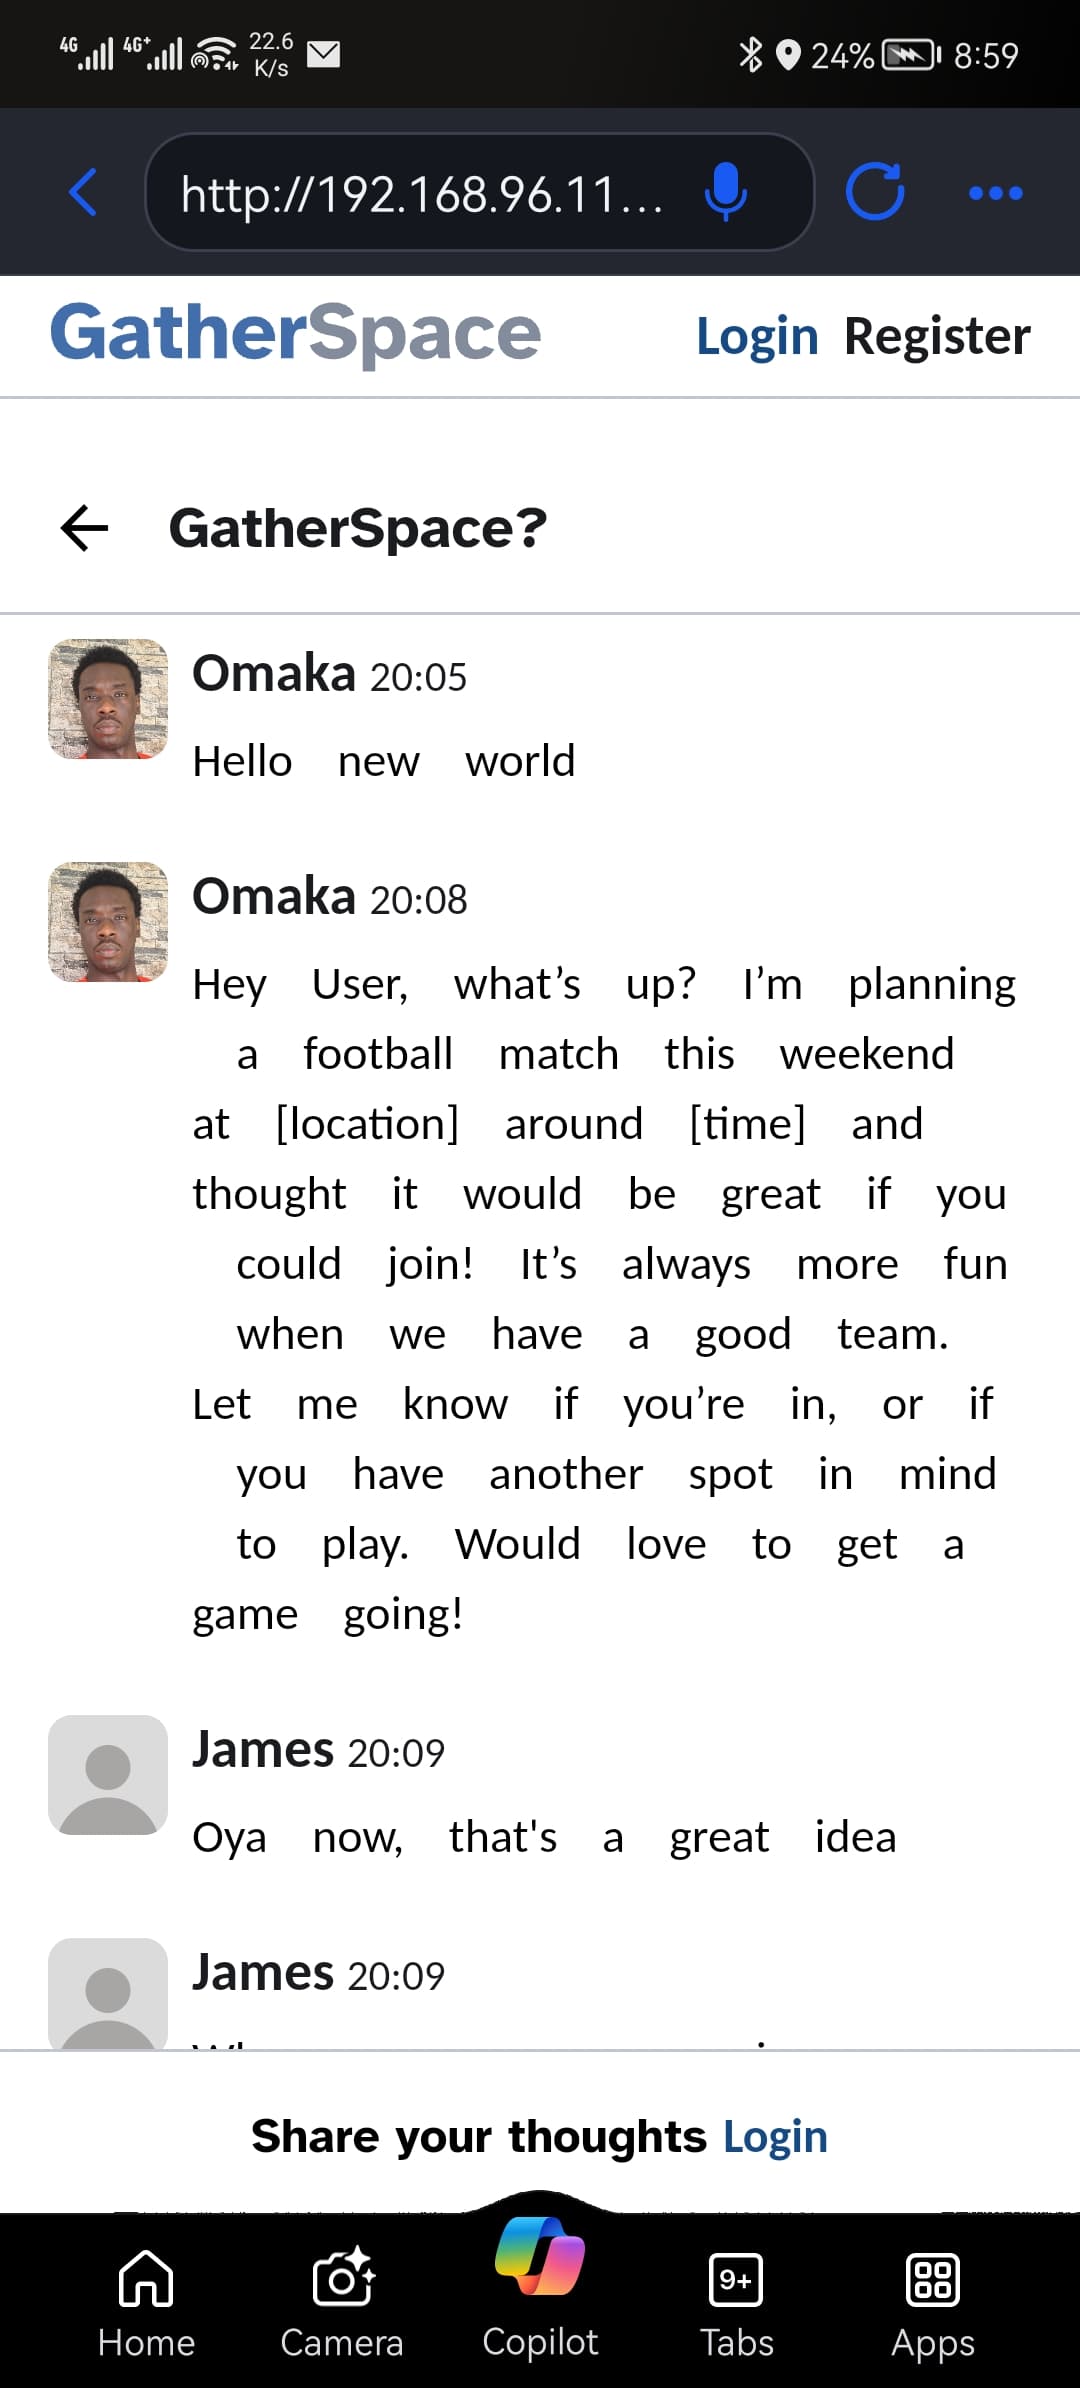 4G 4G+ 22.6 K/s 24% 8:59
http://192.168.96.11...
GatherSpace Login Register
GatherSpace?
Omaka 20:05
Hello new world
Omaka 20:08
Hey User, what’s up? I’m planning
a football match this weekend
at [location] around [time] and
thought it would be great if you
could join! It’s always more fun
when we have a good team.
Let me know if you’re in, or if
you have another spot in mind
to play. Would love to get a
game going!
James 20:09
Oya now, that's a great idea
James 20:09
Share your thoughts Login
9+
Home Camera Copilot Tabs Apps